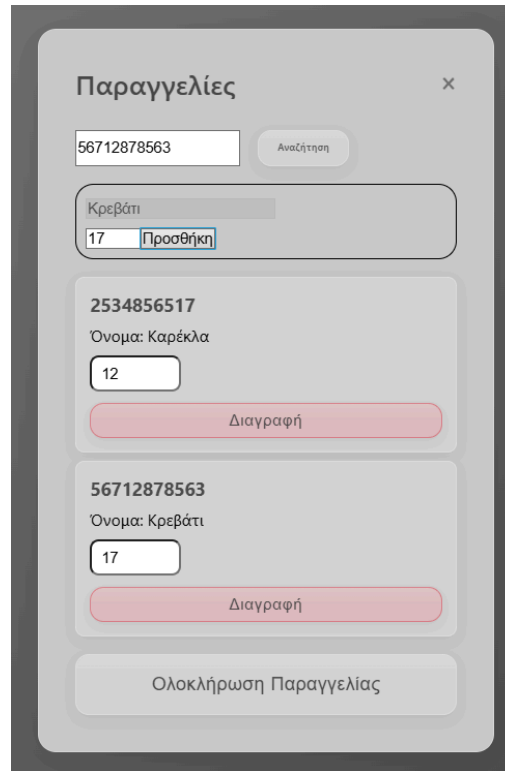 Παραγγελίες ×
56712878563 Αναζήτηση
Κρεβάτι
17 Προσθήκη
2534856517
Όνομα: Καρέκλα
12
Διαγραφή
56712878563
Όνομα: Κρεβάτι
17
Διαγραφή
Ολοκλήρωση Παραγγελίας